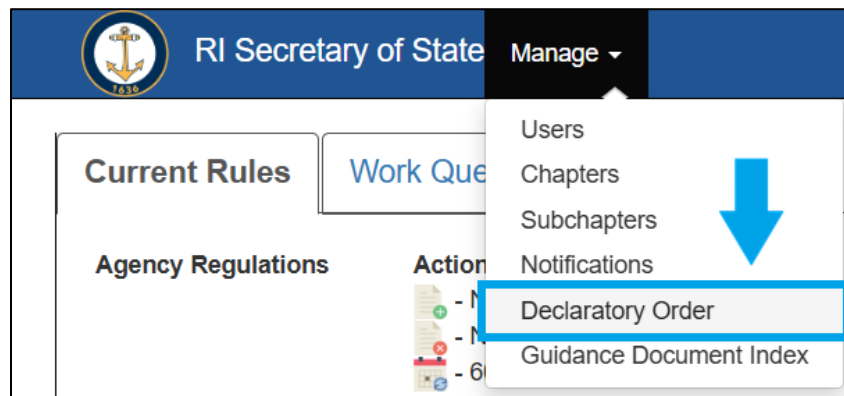 RI Secretary of State Manage
1636
Users
Current Rules Work Que
Chapters
Subchapters
Agency Regulations Action
Notifications
- N
Declaratory Order
- N
Guidance Document Index
- 60